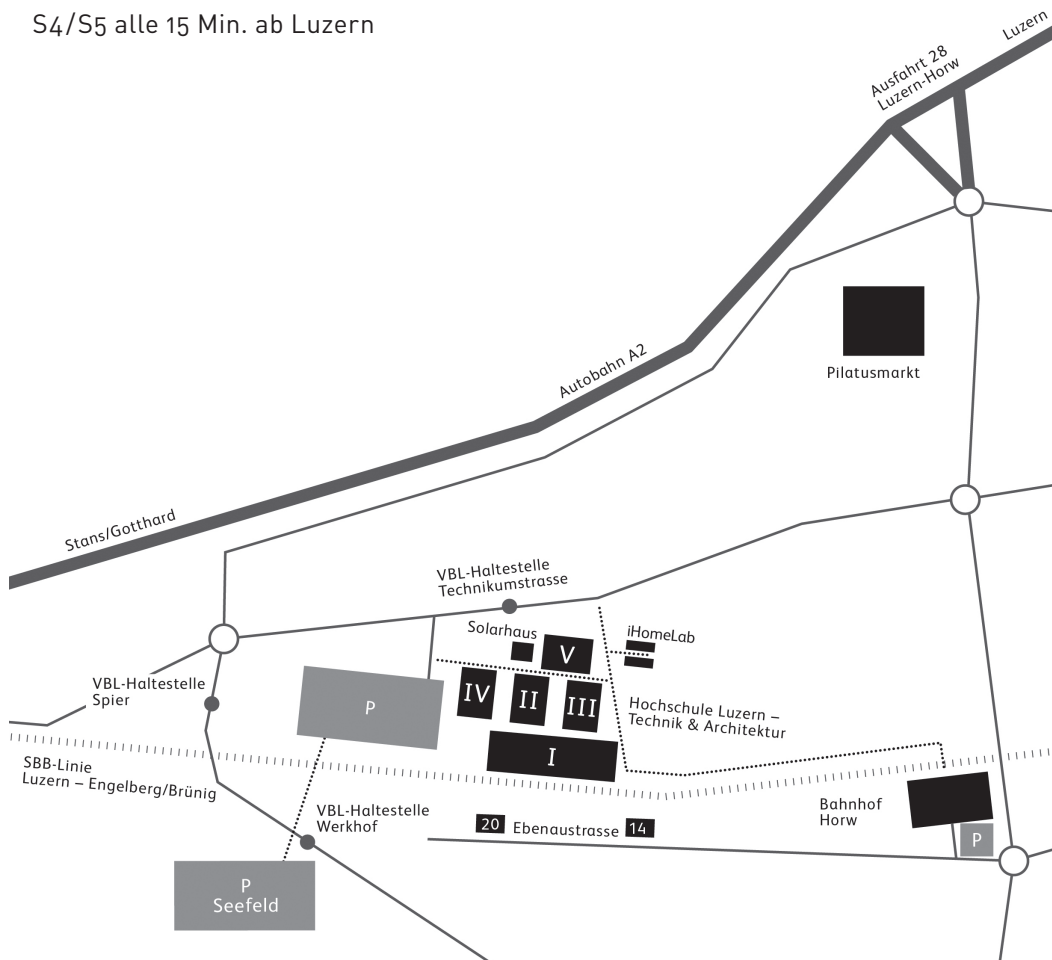 S4/S5 alle 15 Min. ab Luzern
Luzern
Ausfahrt 28
Luzern-Horw
Pilatusmarkt
Autobahn A2
Stans/Gotthard
VBL-Haltestelle
Technikumstrasse
Solarhaus
iHomeLab
V
VBL-Haltestelle
Spier
P
IV
II
III
Hochschule Luzern –
Technik & Architektur
I
SBB-Linie
Luzern – Engelberg/Brünig
VBL-Haltestelle
Werkhof
20 Ebenaustrasse 14
Bahnhof
Horw
P
P
Seefeld